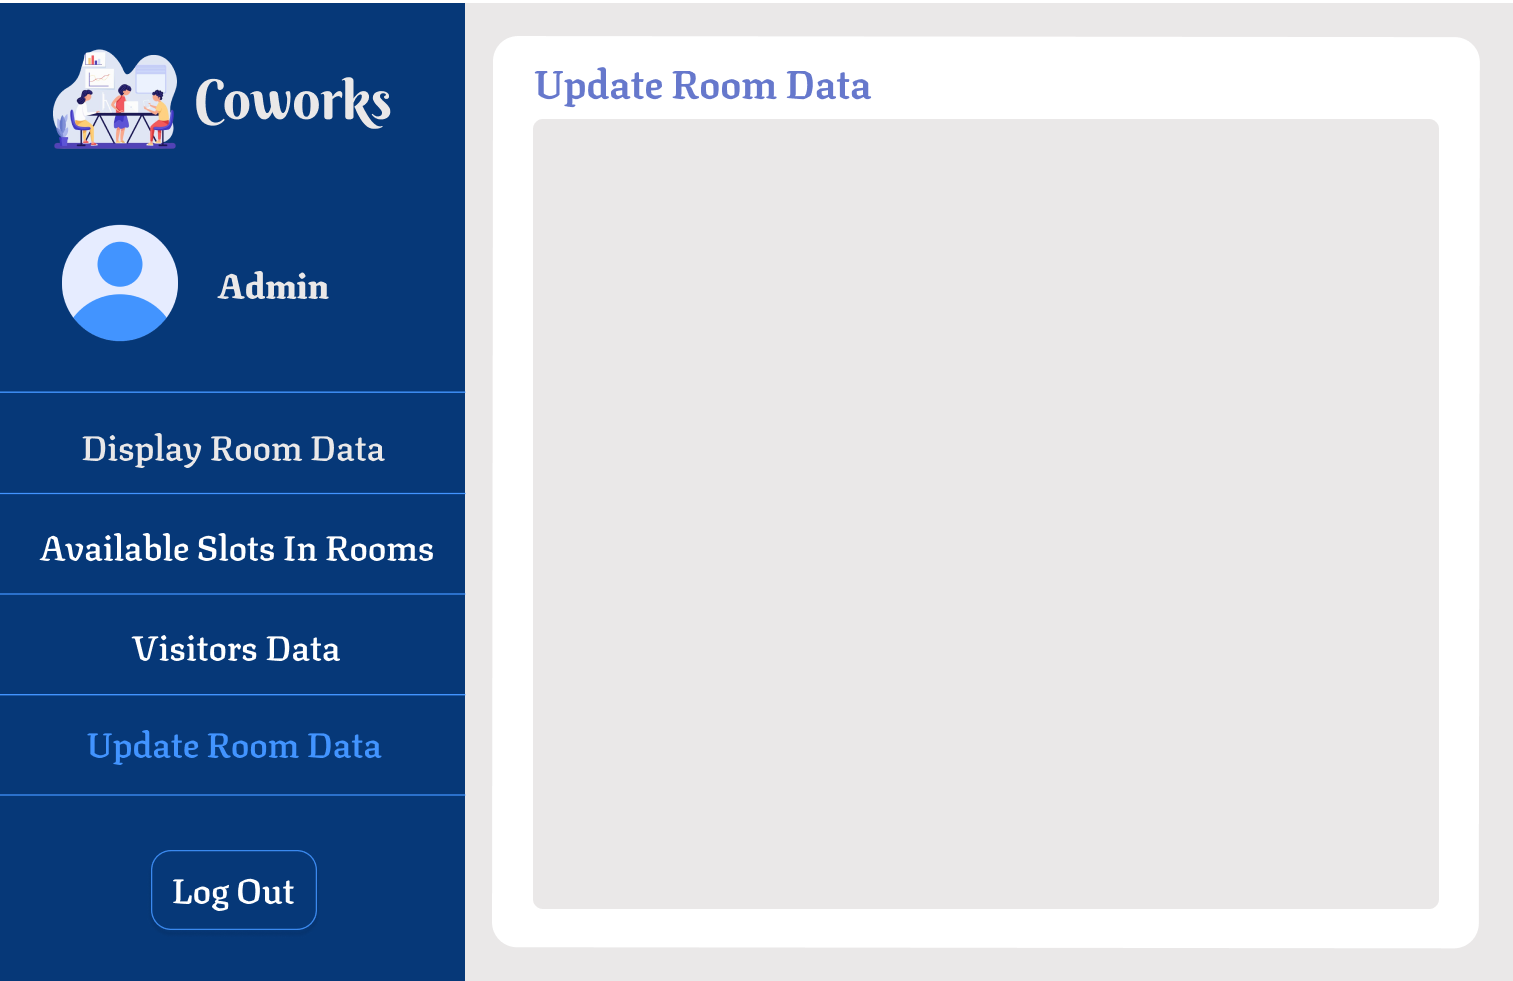 Coworks
Admin
Display Room Data
Available Slots In Rooms
Visitors Data
Update Room Data
Log Out
Update Room Data